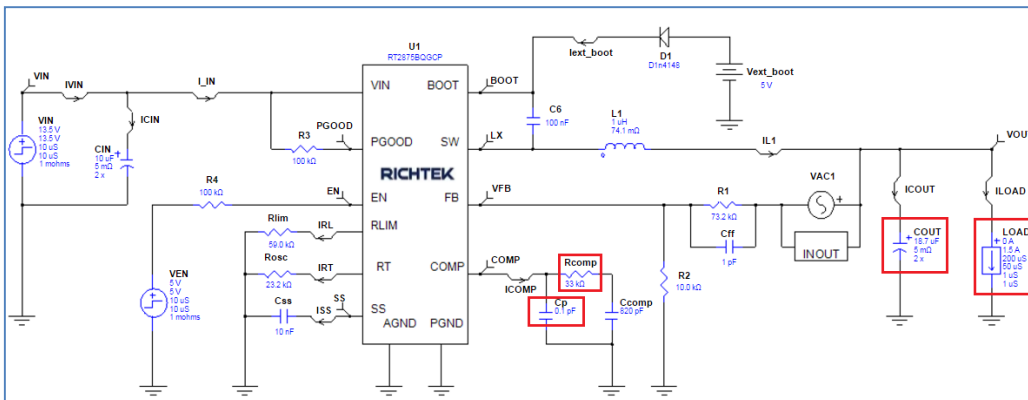 U1
RT2875BQGCP
VIN
IVIN
I_IN
VIN
13.5 V
13.5 V
10 uS
10 uS
1 mohms
ICIN
CIN
10 uF
5 mΩ
2 x
R3
100 kΩ
PGOOD
R4
100 kΩ
EN
VEN
5 V
5 V
10 uS
10 uS
1 mohms
Rlim
59.0 kΩ
IRL
Rosc
23.2 kΩ
IRT
Css
10 nF
ISS
SS
VIN
BOOT
PGOOD
SW
RICHTEK
EN
FB
RLIM
RT
COMP
SS
AGND
PGND
BOOT
Iext_boot
D1
D1n4148
Vext_boot
5 V
C6
100 nF
LX
L1
1 uH
74.1 mΩ
IL1
VFB
R1
73.2 kΩ
Cff
1 pF
VAC1
INOUT
R2
10.0 kΩ
COMP
ICOMP
Rcomp
33 kΩ
Cp
0.1 pF
Ccomp
820 pF
VOU
ICOUT
COUT
18.7 uF
5 mΩ
2 x
ILOAD
LOAD
0 A
1.5 A
200 uS
50 uS
1 uS
1 uS